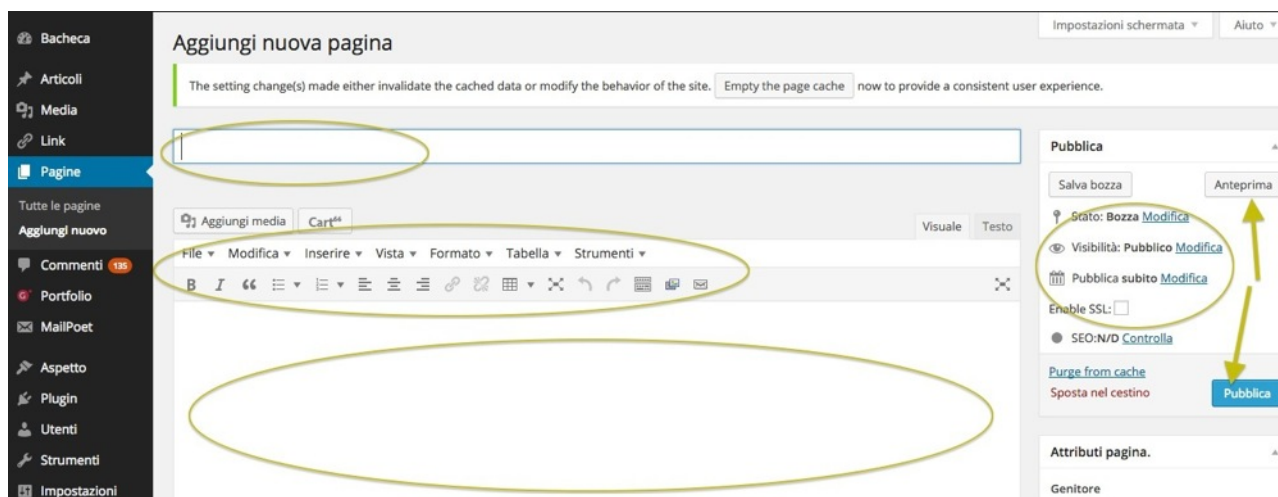 Bacheca
Articoli
Media
Link
Pagine
Tutte le pagine
Aggiungi nuovo
Commenti 135
Portfolio
MailPoet
Aspetto
Plugin
Utenti
Strumenti
Impostazioni
Impostazioni schermata
Aiuto
Aggiungi nuova pagina
The setting change(s) made either invalidate the cached data or modify the behavior of the site. Empty the page cache now to provide a consistent user experience.
Aggiungi media Cart66
Visuale Testo
File Modifica Inserire Vista Formato Tabella Strumenti
B I
Pubblica
Salva bozza Anteprima
Stato: Bozza Modifica
Visibilità: Pubblico Modifica
Pubblica subito Modifica
Enable SSL:
SEO:N/D Controlla
Purge from cache
Sposta nel cestino Pubblica
Attributi pagina.
Genitore